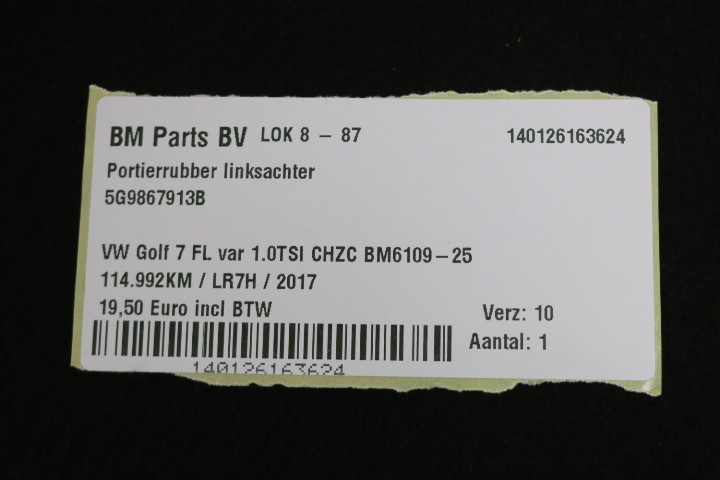 BM Parts BV LOK 8 - 87 140126163624
Portierrubber linksachter
5G9867913B
VW Golf 7 FL var 1.0TSI CHZC BM6109-25
114.992KM / LR7H / 2017
19,50 Euro incl BTW Verz: 10
Aantal: 1
140126163624